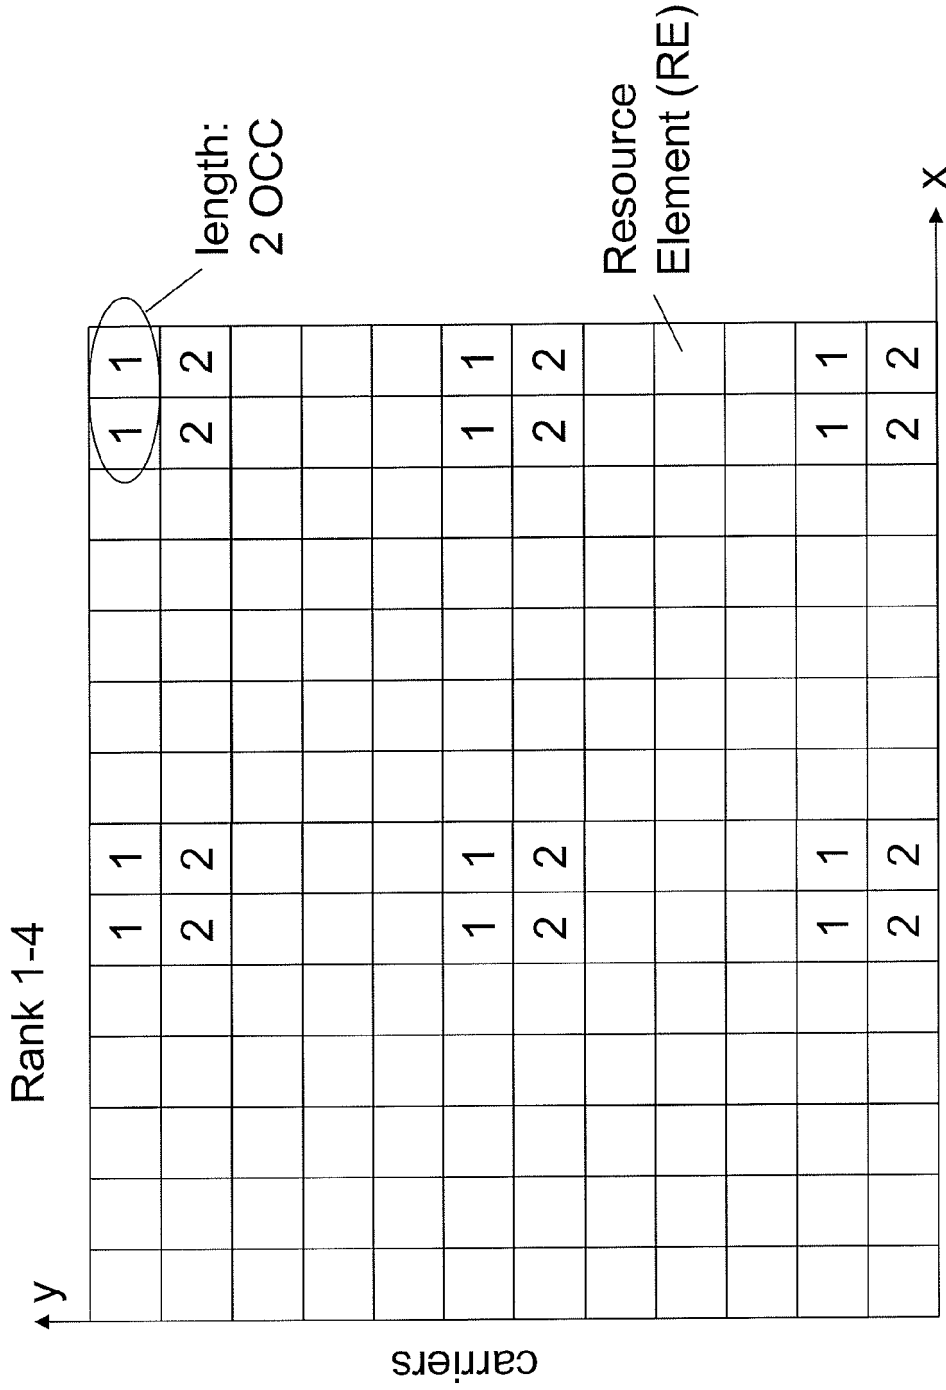 Rank 1-4
y
1 1 1 1
2 2 2 2
length:
2 OCC
carriers
1 1 1 1
2 2 2 2
Resource
Element (RE)
1 1 1 1
2 2 2 2
x